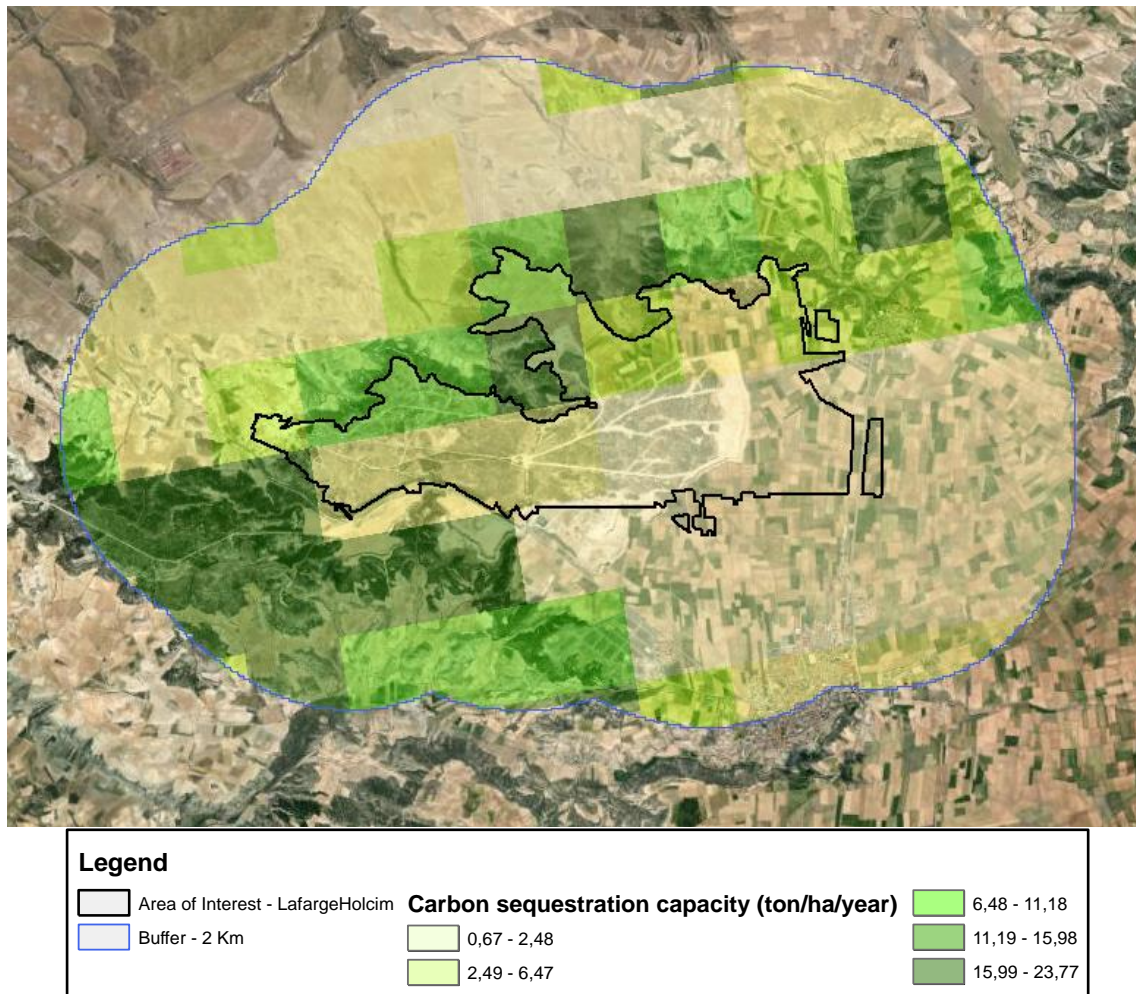 Legend
Area of Interest - LafargeHolcim
Buffer - 2 Km
Carbon sequestration capacity (ton/ha/year)
0,67 - 2,48
2,49 - 6,47
6,48 - 11,18
11,19 - 15,98
15,99 - 23,77